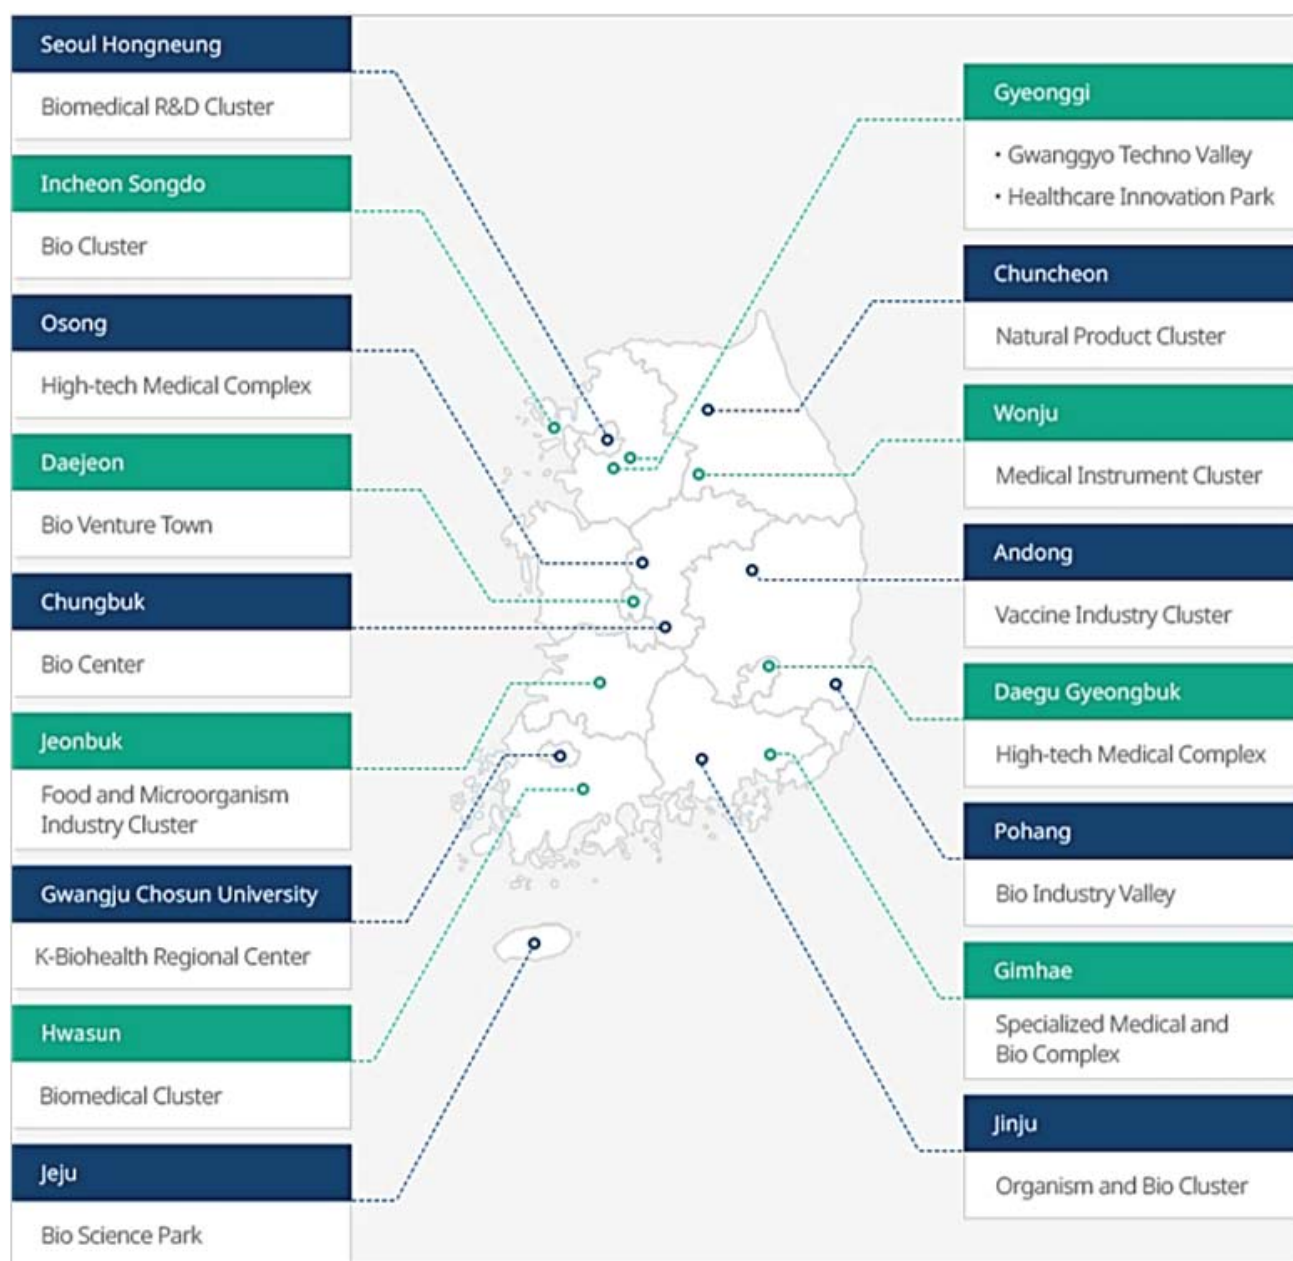 Seoul Hongneung
Biomedical R&D Cluster
Incheon Songdo
Bio Cluster
Osong
High-tech Medical Complex
Daejeon
Bio Venture Town
Chungbuk
Bio Center
Jeonbuk
Food and Microorganism
Industry Cluster
Gwangju Chosun University
K-Biohealth Regional Center
Hwasun
Biomedical Cluster
Jeju
Bio Science Park
Gyeonggi
• Gwanggyo Techno Valley
• Healthcare Innovation Park
Chuncheon
Natural Product Cluster
Wonju
Medical Instrument Cluster
Andong
Vaccine Industry Cluster
Daegu Gyeongbuk
High-tech Medical Complex
Pohang
Bio Industry Valley
Gimhae
Specialized Medical and
Bio Complex
Jinju
Organism and Bio Cluster